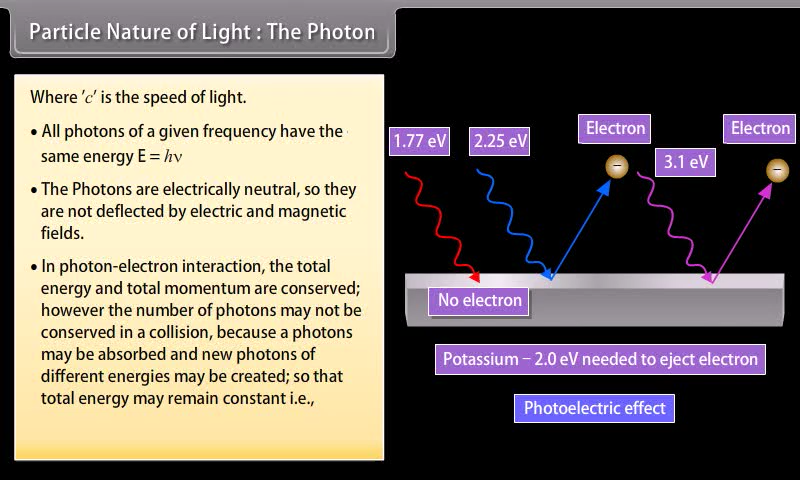 Particle Nature of Light : The Photon
Where 'c' is the speed of light.
• All photons of a given frequency have the
same energy E = hν
• The Photons are electrically neutral, so they
are not deflected by electric and magnetic
fields.
• In photon-electron interaction, the total
energy and total momentum are conserved;
however the number of photons may not be
conserved in a collision, because a photons
may be absorbed and new photons of
different energies may be created; so that
total energy may remain constant i.e.,
1.77 eV
2.25 eV
Electron
3.1 eV
Electron
−
−
No electron
Potassium − 2.0 eV needed to eject electron
Photoelectric effect